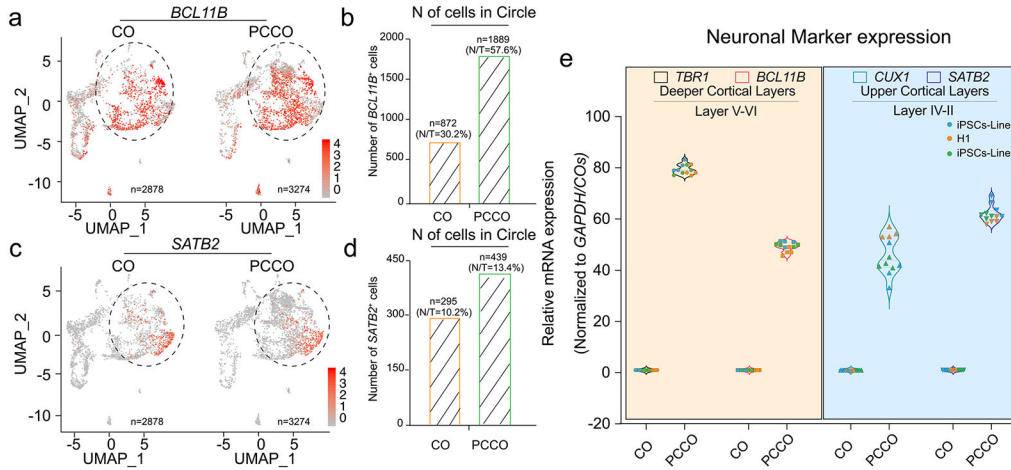 a
BCL11B
CO
PCCO
UMAP_2
5
0
-5
-10
4
3
2
1
0
n=2878
n=3274
-5 0 5
-5 0 5
UMAP_1
UMAP_1
b
N of cells in Circle
Number of BCL11B⁺ cells
2000
1500
1000
500
0
n=872
(N/T=30.2%)
n=1889
(N/T=57.6%)
CO
PCCO
c
SATB2
CO
PCCO
UMAP_2
5
0
-5
-10
4
3
2
1
0
n=2878
n=3274
-5 0 5
-5 0 5
UMAP_1
UMAP_1
d
N of cells in Circle
Number of SATB2⁺ cells
450
300
150
0
n=295
(N/T=10.2%)
n=439
(N/T=13.4%)
CO
PCCO
e
Neuronal Marker expression
Relative mRNA expression
(Normalized to GAPDH/COs)
100
80
60
40
20
0
-20
TBR1
BCL11B
Deeper Cortical Layers
Layer V-VI
CUX1
SATB2
Upper Cortical Layers
Layer IV-II
iPSCs-Line
H1
iPSCs-Line
CO
PCCO
CO
PCCO
CO
PCCO
CO
PCCO